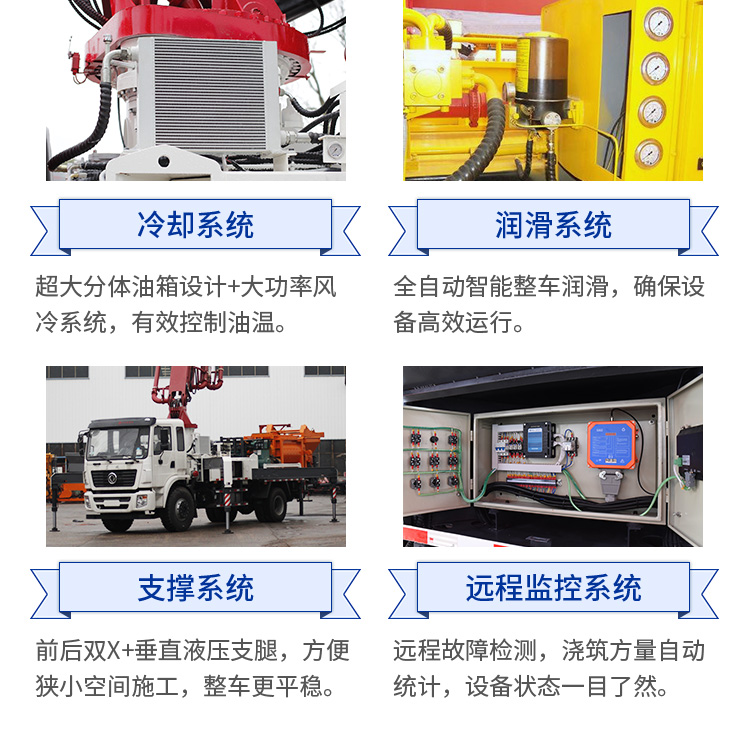 冷却系统
超大分体油箱设计+大功率风
冷系统，有效控制油温。
润滑系统
全自动智能整车润滑，确保设
备高效运行。
支撑系统
前后双X+垂直液压支腿，方便
狭小空间施工，整车更平稳。
远程监控系统
远程故障检测，浇筑方量自动
统计，设备状态一目了然。